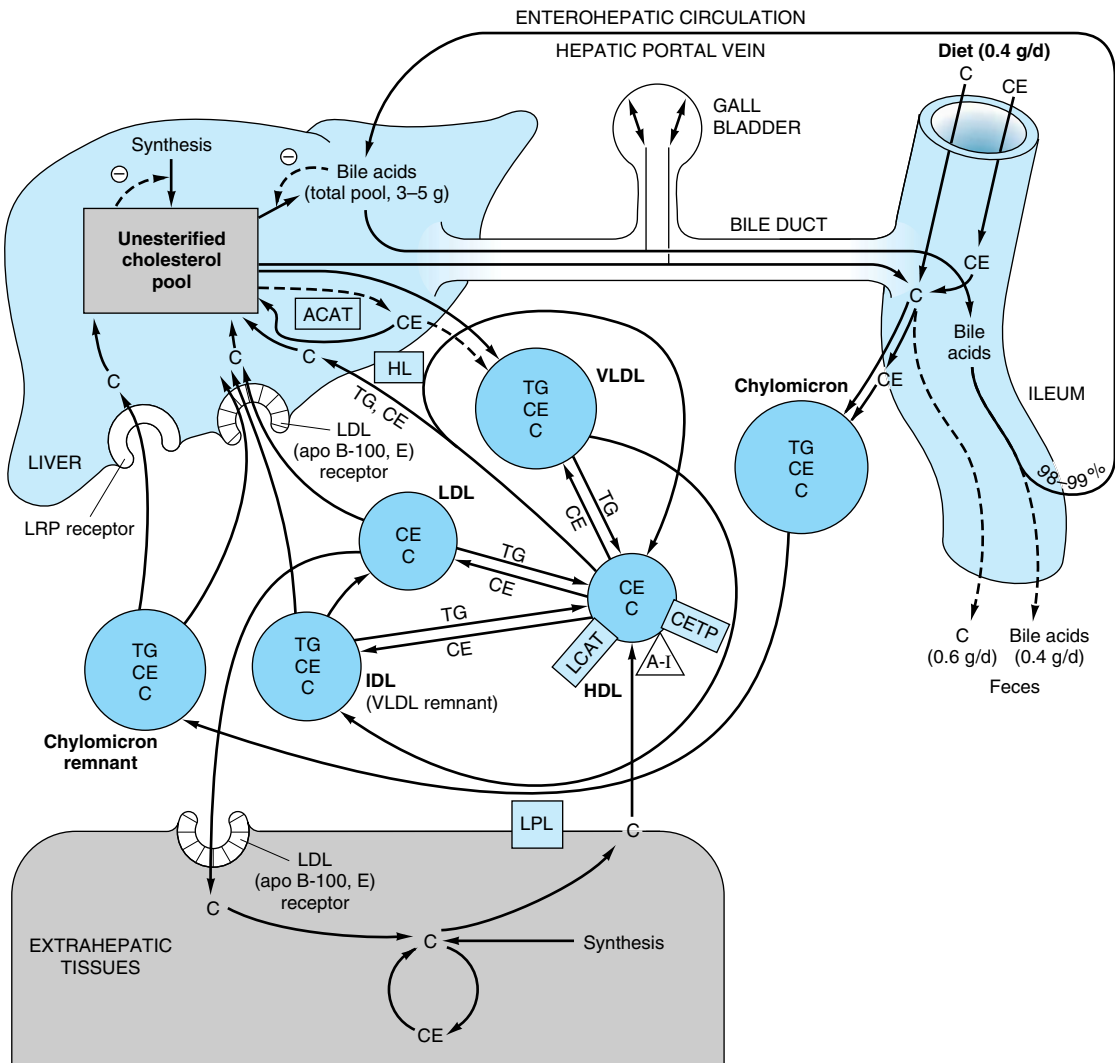 ENTEROHEPATIC CIRCULATION
HEPATIC PORTAL VEIN
Diet (0.4 g/d)
C
CE
GALL
BLADDER
Synthesis
−
−
Bile acids
(total pool, 3–5 g)
BILE DUCT
Unesterified
cholesterol
pool
CE
C
ACAT
CE
Bile
acids
C
C
HL
VLDL
TG
CE
C
Chylomicron
CE
ILEUM
C
TG, CE
TG
CE
C
LDL
(apo B-100, E)
receptor
LIVER
98–99%
LRP receptor
LDL
CE
C
TG
CE
TG
CE
CE
C
CETP
LCAT
A-I
HDL
TG
CE
TG
CE
C
IDL
(VLDL remnant)
TG
CE
C
Chylomicron
remnant
C
(0.6 g/d)
Bile acids
(0.4 g/d)
Feces
LPL
C
LDL
(apo B-100, E)
receptor
C
EXTRAHEPATIC
TISSUES
C
Synthesis
CE